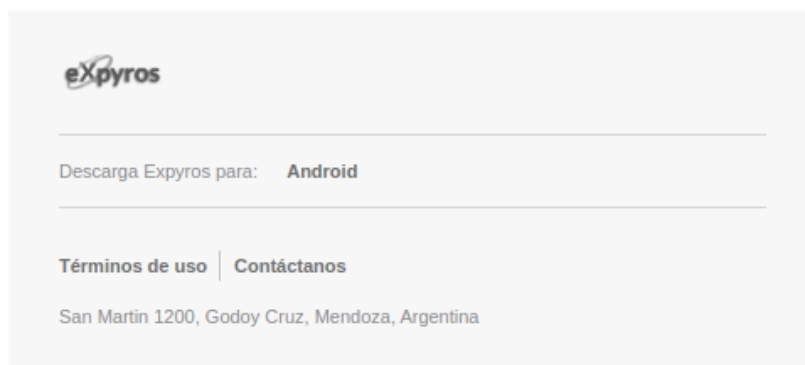 eXpyros
Descarga Expyros para: Android
Términos de uso Contáctanos
San Martin 1200, Godoy Cruz, Mendoza, Argentina